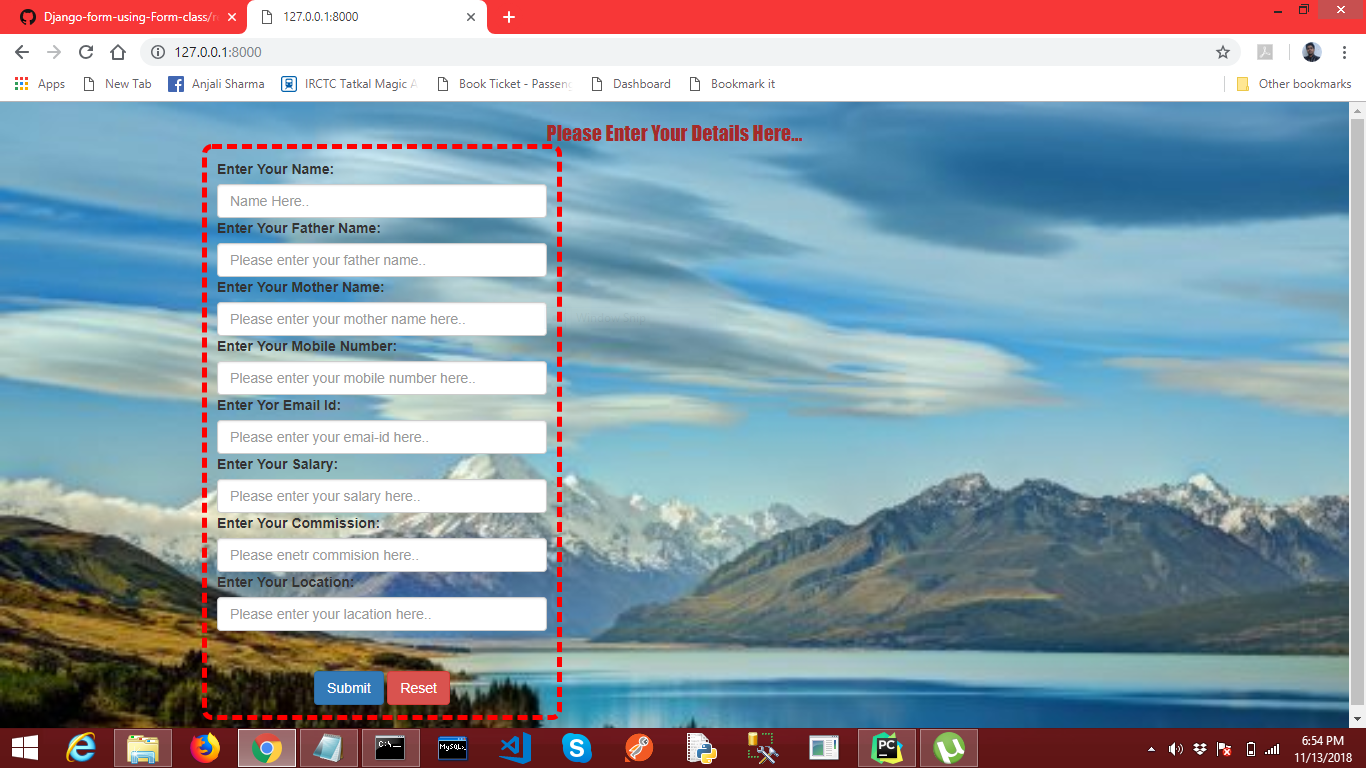 Django-form-using-Form-class/
127.0.0.1:8000
127.0.0.1:8000
Apps
New Tab
Anjali Sharma
IRCTC Tatkal Magic A
Book Ticket - Passeng
Dashboard
Bookmark it
Other bookmarks
Please Enter Your Details Here...
Enter Your Name:
Name Here..
Enter Your Father Name:
Please enter your father name..
Enter Your Mother Name:
Please enter your mother name here..
Enter Your Mobile Number:
Please enter your mobile number here..
Enter Yor Email Id:
Please enter your emai-id here..
Enter Your Salary:
Please enter your salary here..
Enter Your Commission:
Please enetr commision here..
Enter Your Location:
Please enter your lacation here..
Submit Reset
C:\_
MySQL>
PC
6:54 PM
11/13/2018